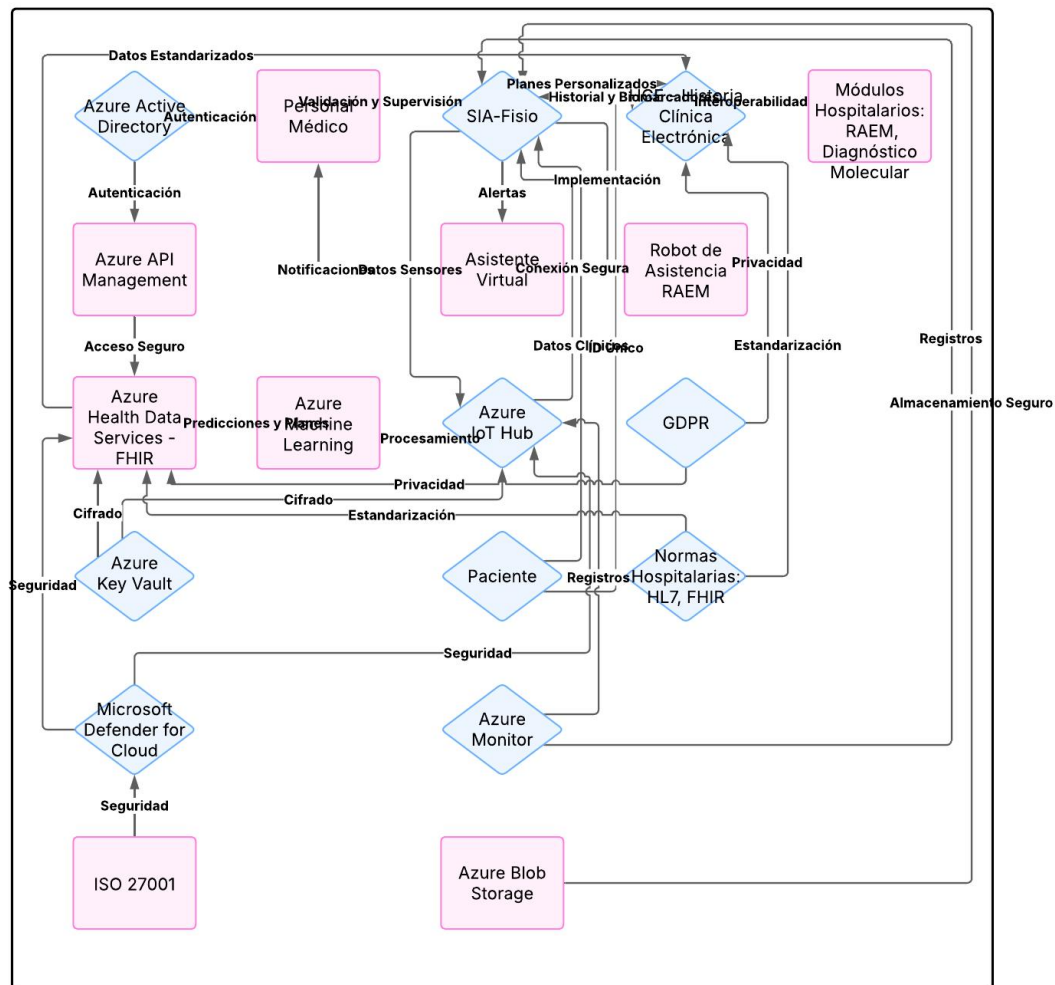 Datos Estandarizados
Azure Active
Directory
Autenticación
Personal
Médico
Validación y Supervisión
SIA-Fisio
Planes Personalizados
Historial y Biomarcadores
HCE - Historia
Clínica
Electrónica
Interoperabilidad
Módulos
Hospitalarios:
RAEM,
Diagnóstico
Molecular
Autenticación
Alertas
Implementación
Azure API
Management
Notificaciones
Datos Sensores
Asistente
Virtual
Conexión Segura
Robot de
Asistencia
RAEM
Privacidad
Acceso Seguro
Datos Clínicos
ID Único
Estandarización
Registros
Azure
Health Data
Services -
FHIR
Predicciones y Planes
Azure
Machine
Learning
Procesamiento
Azure
IoT Hub
GDPR
Almacenamiento Seguro
Privacidad
Cifrado
Cifrado
Estandarización
Seguridad
Azure
Key Vault
Paciente
Registros
Normas
Hospitalarias:
HL7, FHIR
Seguridad
Microsoft
Defender for
Cloud
Azure
Monitor
Seguridad
ISO 27001
Azure Blob
Storage